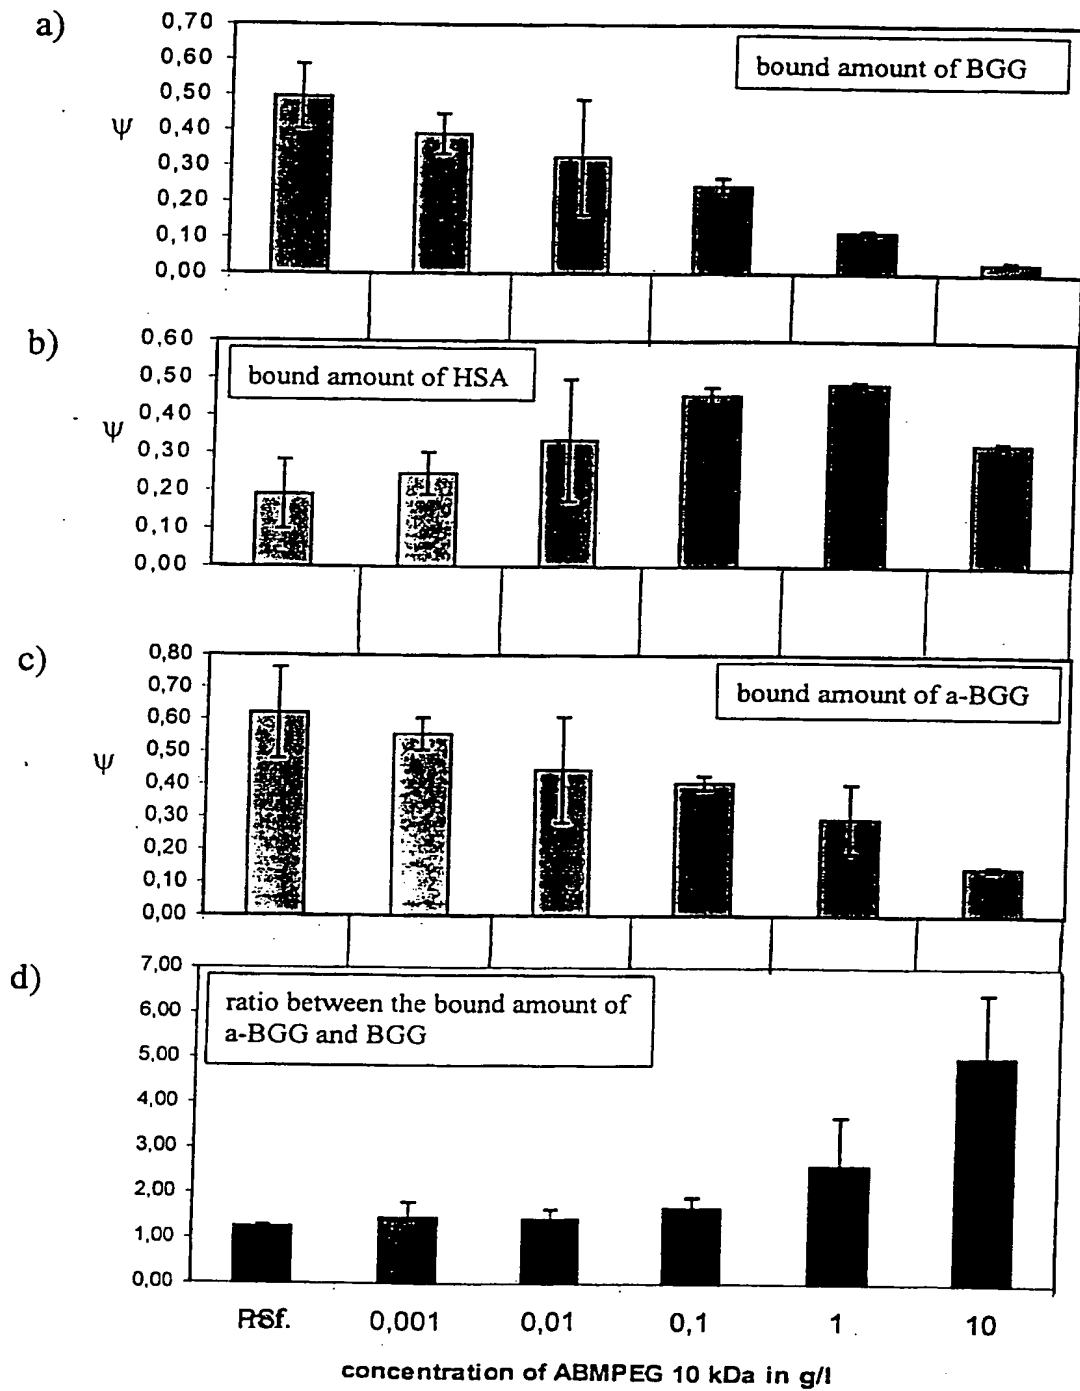 a)
0,70
0,60
0,50
0,40
0,30
0,20
0,10
0,00
ψ
bound amount of BGG
b)
0,60
0,50
0,40
0,30
0,20
0,10
0,00
ψ
bound amount of HSA
c)
0,80
0,70
0,60
0,50
0,40
0,30
0,20
0,10
0,00
ψ
bound amount of a-BGG
d)
7,00
6,00
5,00
4,00
3,00
2,00
1,00
0,00
ratio between the bound amount of
a-BGG and BGG
0,001 0,01 0,1 1 10
concentration of ABMPEG 10 kDa in g/l